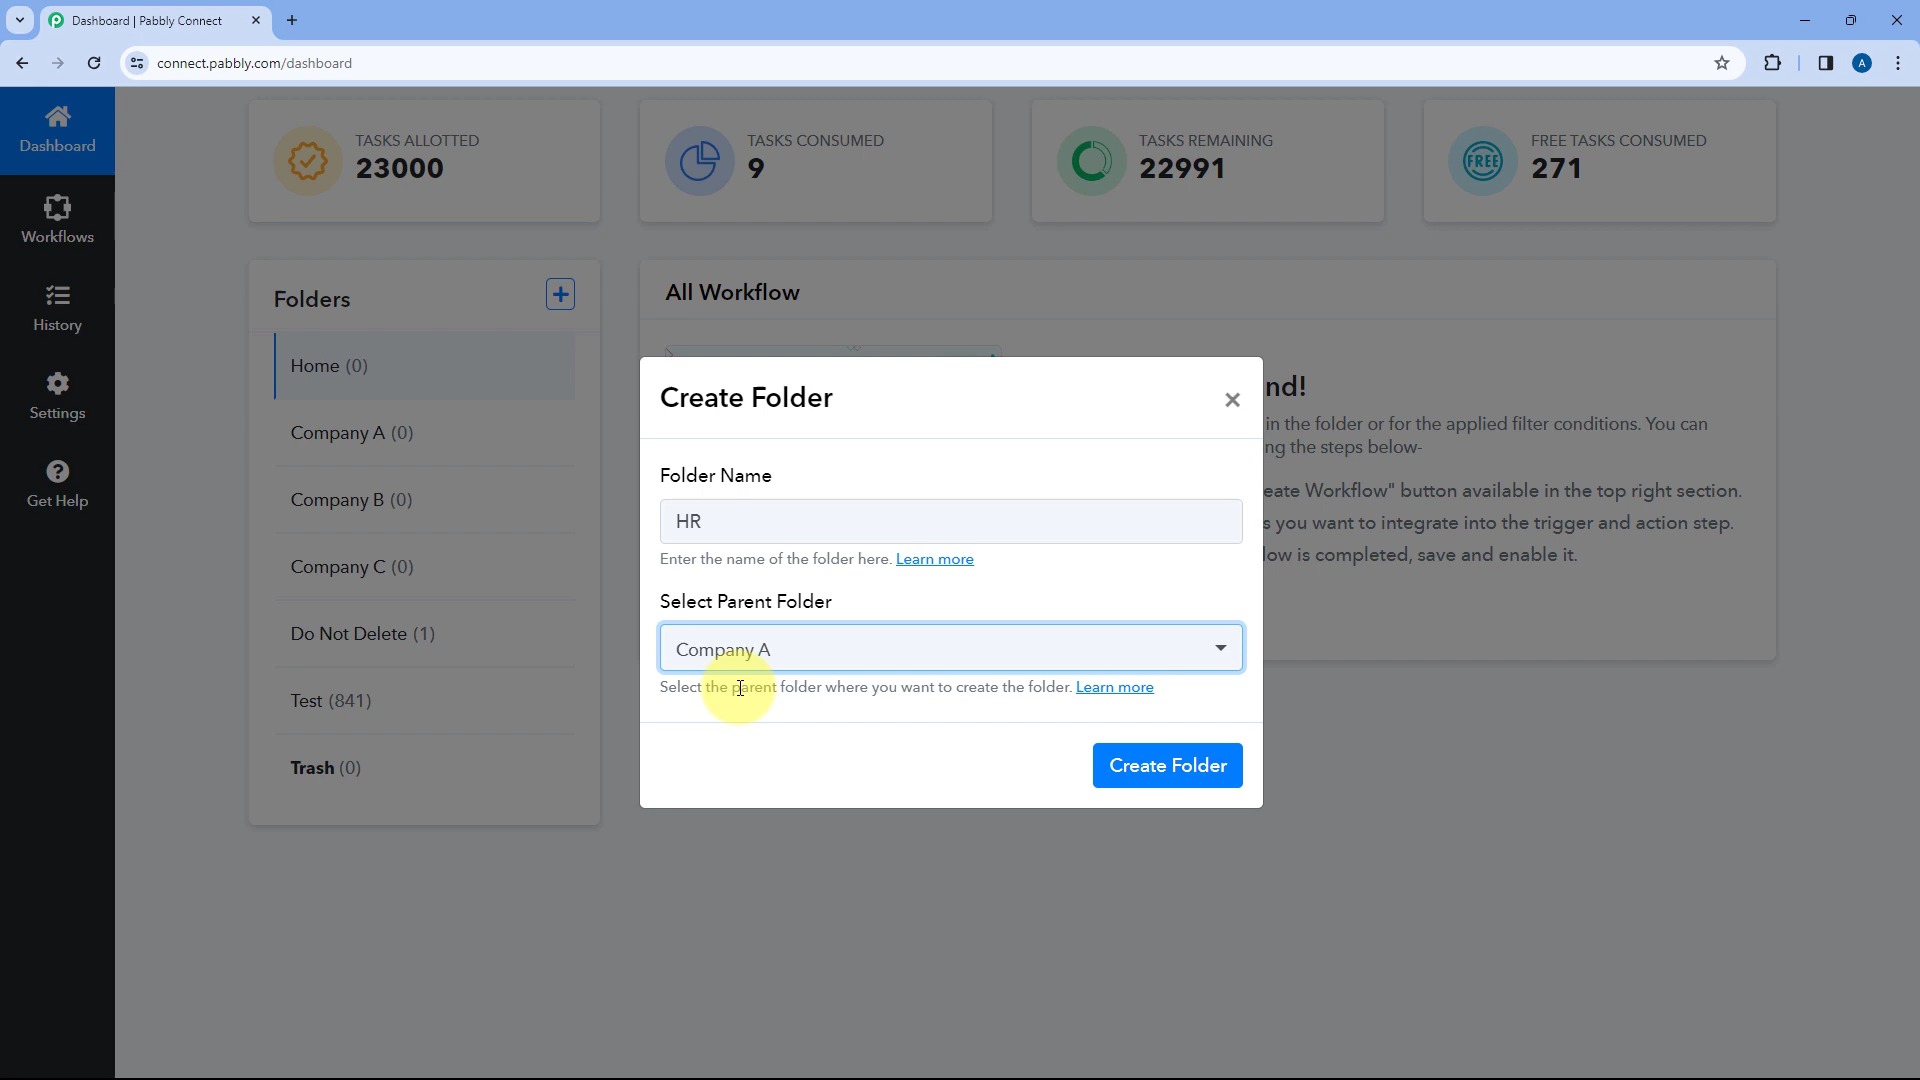 Dashboard | Pabbly Connect
connect.pabbly.com/dashboard
A
Dashboard
Workflows
History
Settings
Get Help
TASKS ALLOTTED
23000
TASKS CONSUMED
9
TASKS REMAINING
22991
FREE
FREE TASKS CONSUMED
271
Folders
Home (0)
Company A (0)
Company B (0)
Company C (0)
Do Not Delete (1)
Test (841)
Trash (0)
All Workflow
nd!
in the folder or for the applied filter conditions. You can
ng the steps below-
eate Workflow" button available in the top right section.
s you want to integrate into the trigger and action step.
low is completed, save and enable it.
Create Folder
Folder Name
HR
Enter the name of the folder here. Learn more
Select Parent Folder
Company A
Select the parent folder where you want to create the folder. Learn more
Create Folder